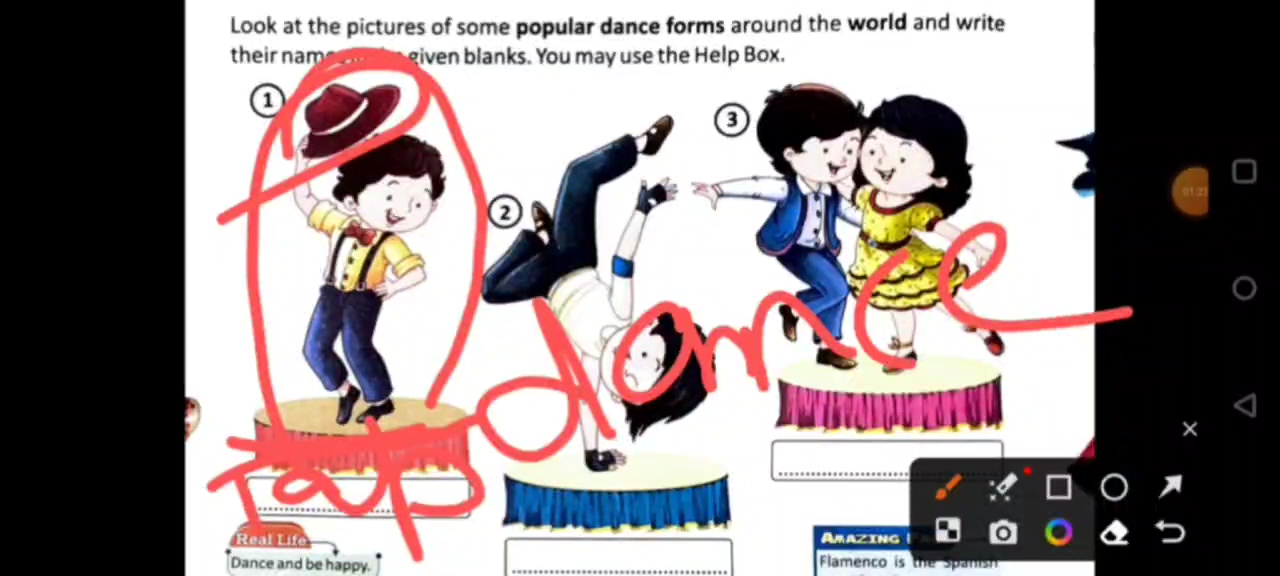 Look at the pictures of some popular dance forms around the world and write
their given blanks. You may use the Help Box.
1
2
3
01:21
Tap dance
Real Life
Dance and be happy.
AMAZING
Flamenco is the Spanish